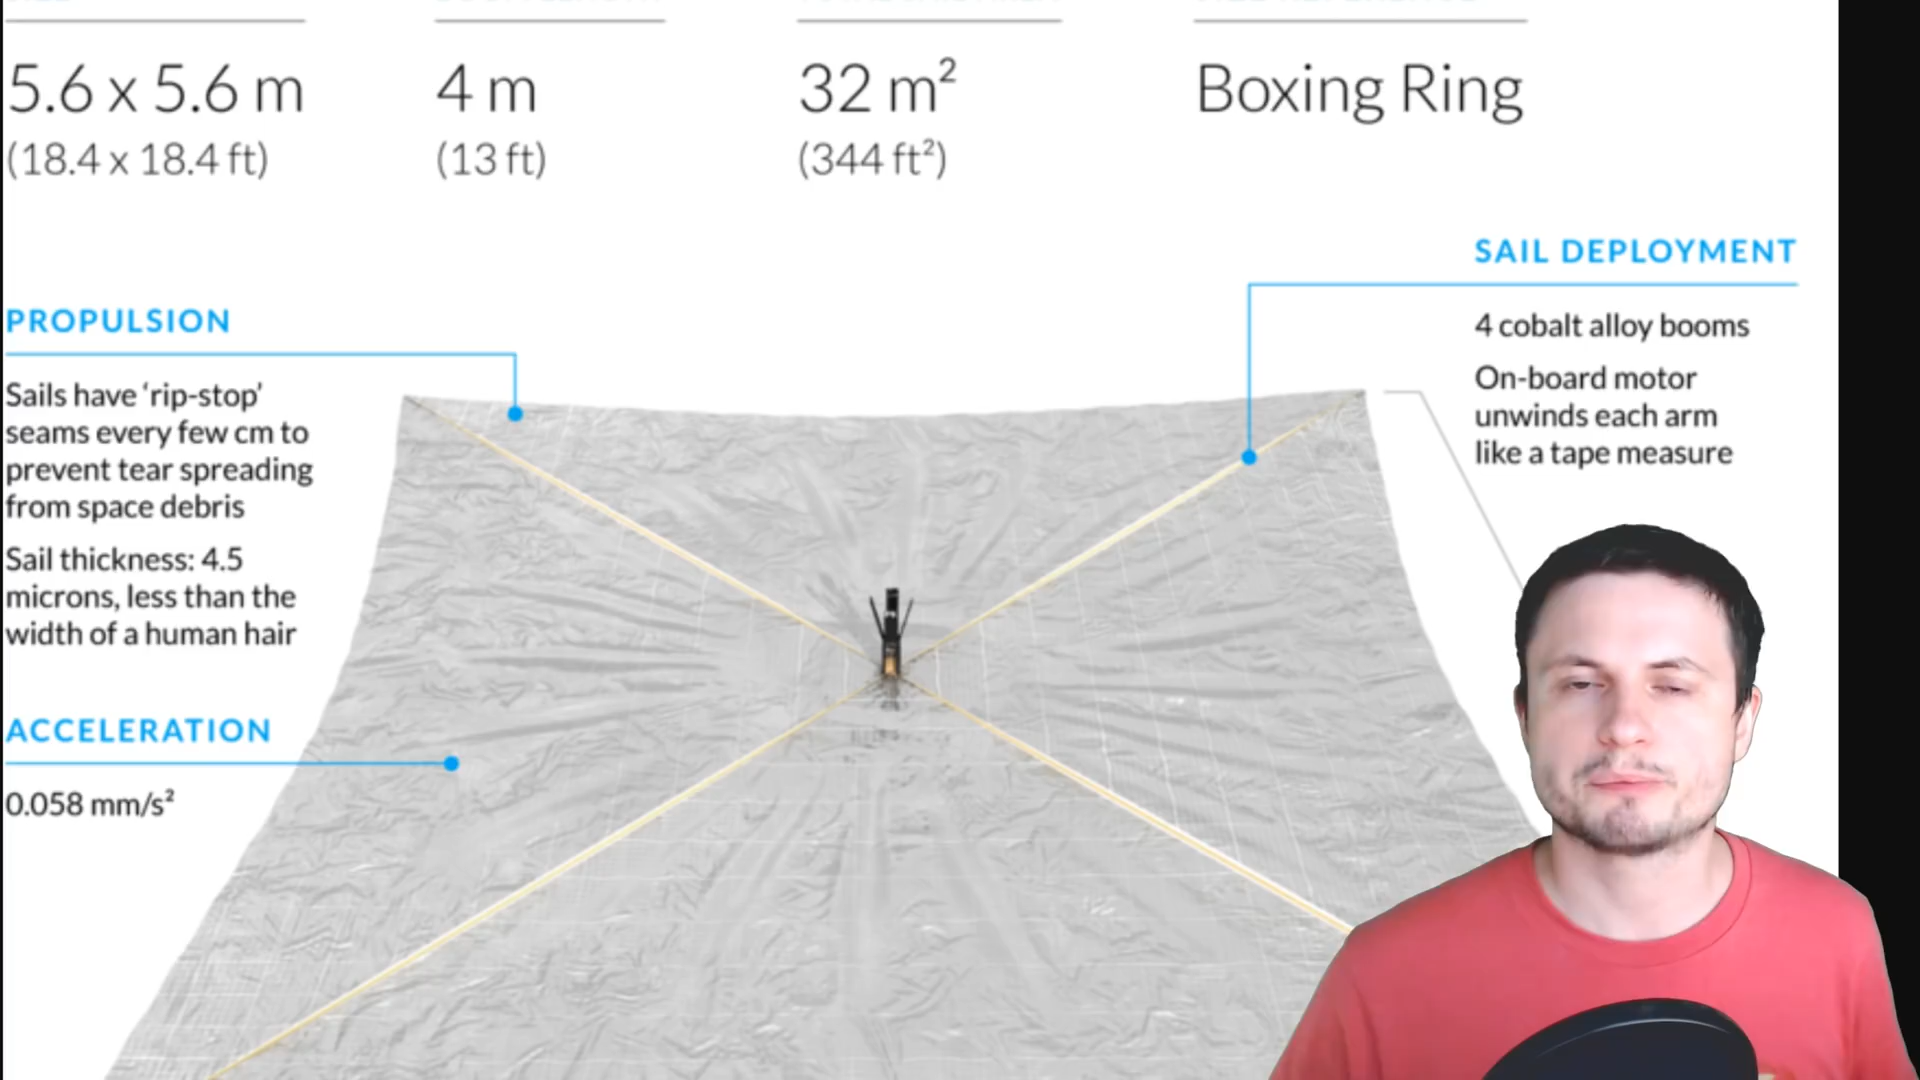 5.6 x 5.6 m
(18.4 x 18.4 ft)
4 m
(13 ft)
32 m²
(344 ft²)
Boxing Ring
SAIL DEPLOYMENT
4 cobalt alloy booms
On-board motor
unwinds each arm
like a tape measure
PROPULSION
Sails have ‘rip-stop’
seams every few cm to
prevent tear spreading
from space debris
Sail thickness: 4.5
microns, less than the
width of a human hair
ACCELERATION
0.058 mm/s²